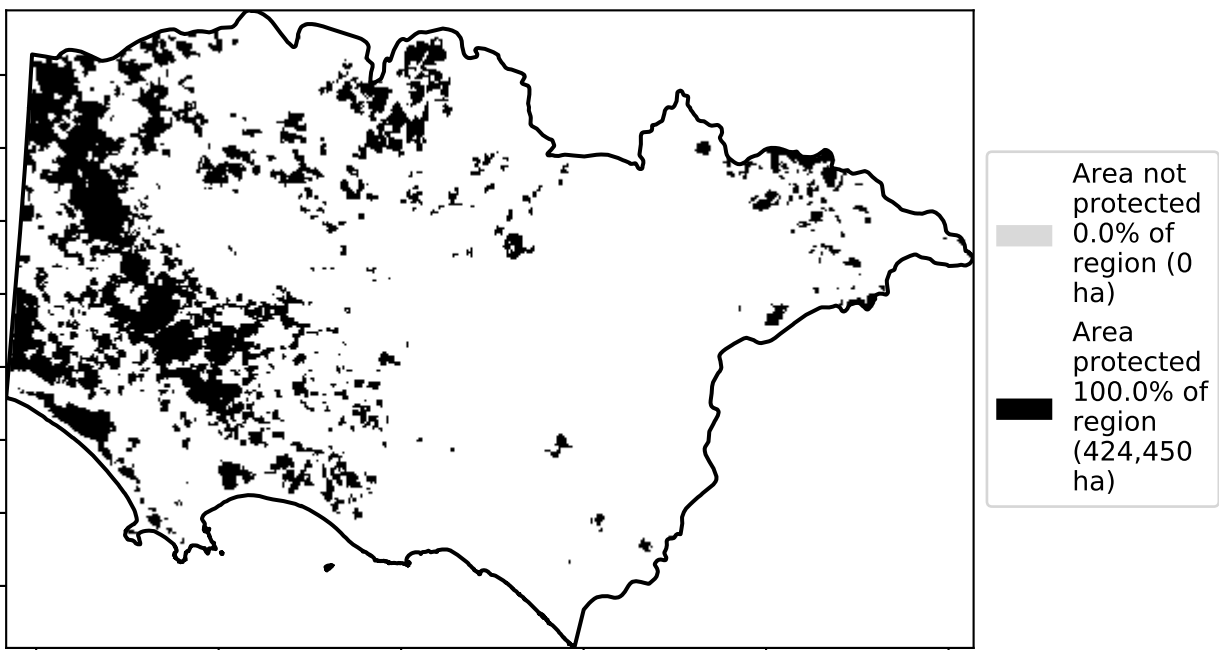 Area not
protected
0.0% of
region (0
ha)
Area
protected
100.0% of
region
(424,450
ha)